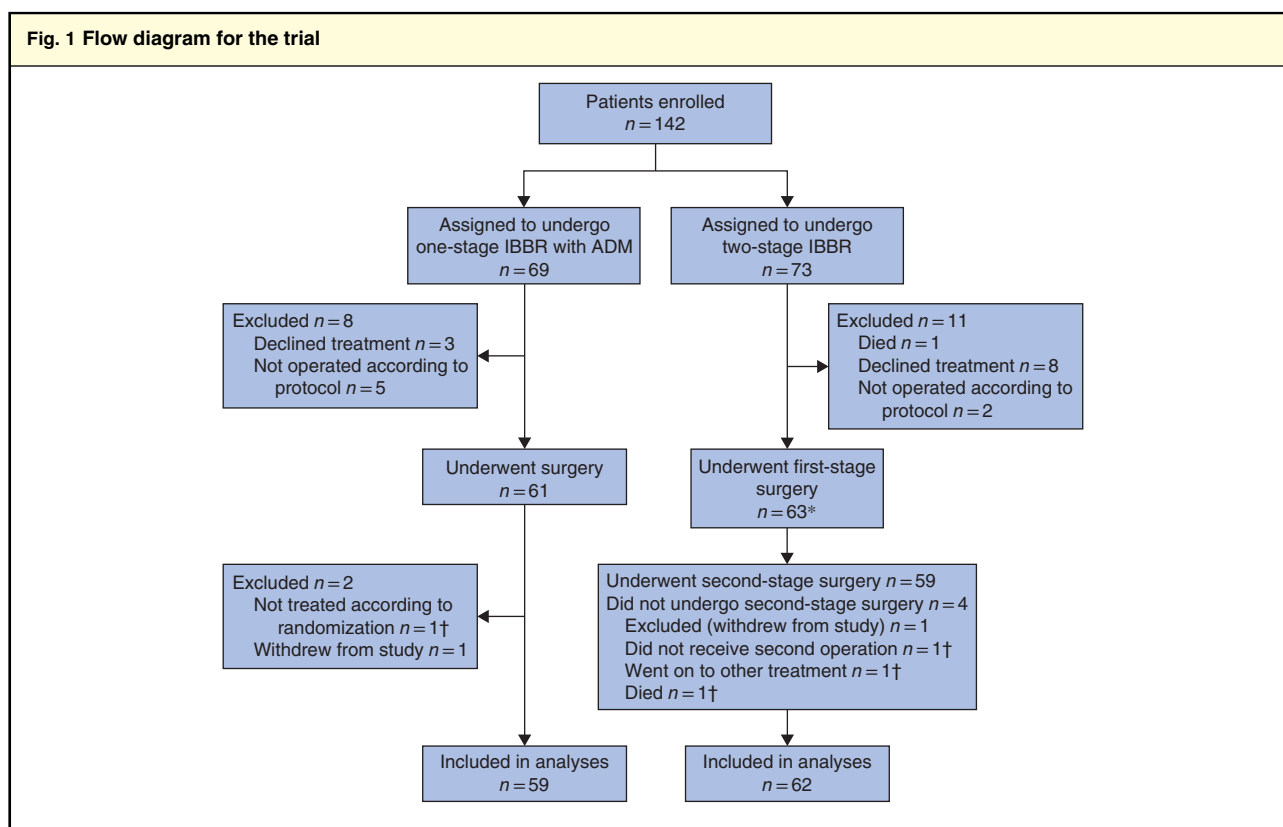 Fig. 1 Flow diagram for the trial
Patients enrolled
n = 142
Assigned to undergo
one-stage IBBR with ADM
n = 69
Assigned to undergo
two-stage IBBR
n = 73
Excluded n = 8
Declined treatment n = 3
Not operated according to
protocol n = 5
Excluded n = 11
Died n = 1
Declined treatment n = 8
Not operated according to
protocol n = 2
Underwent surgery
n = 61
Underwent first-stage
surgery
n = 63*
Excluded n = 2
Not treated according to
randomization n = 1†
Withdrew from study n = 1
Underwent second-stage surgery n = 59
Did not undergo second-stage surgery n = 4
Excluded (withdrew from study) n = 1
Did not receive second operation n = 1†
Went on to other treatment n = 1†
Died n = 1†
Included in analyses
n = 59
Included in analyses
n = 62